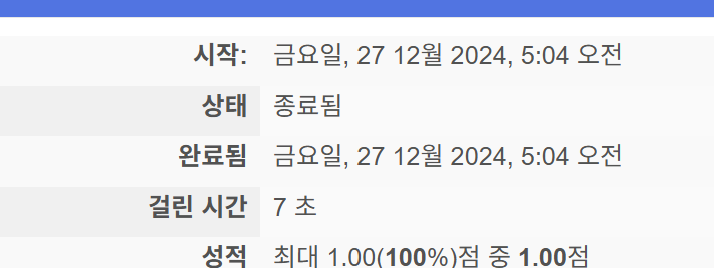 시작: 금요일, 27 12월 2024, 5:04 오전
상태 종료됨
완료됨 금요일, 27 12월 2024, 5:04 오전
걸린 시간 7 초
성적 최대 1.00(100%)점 중 1.00점